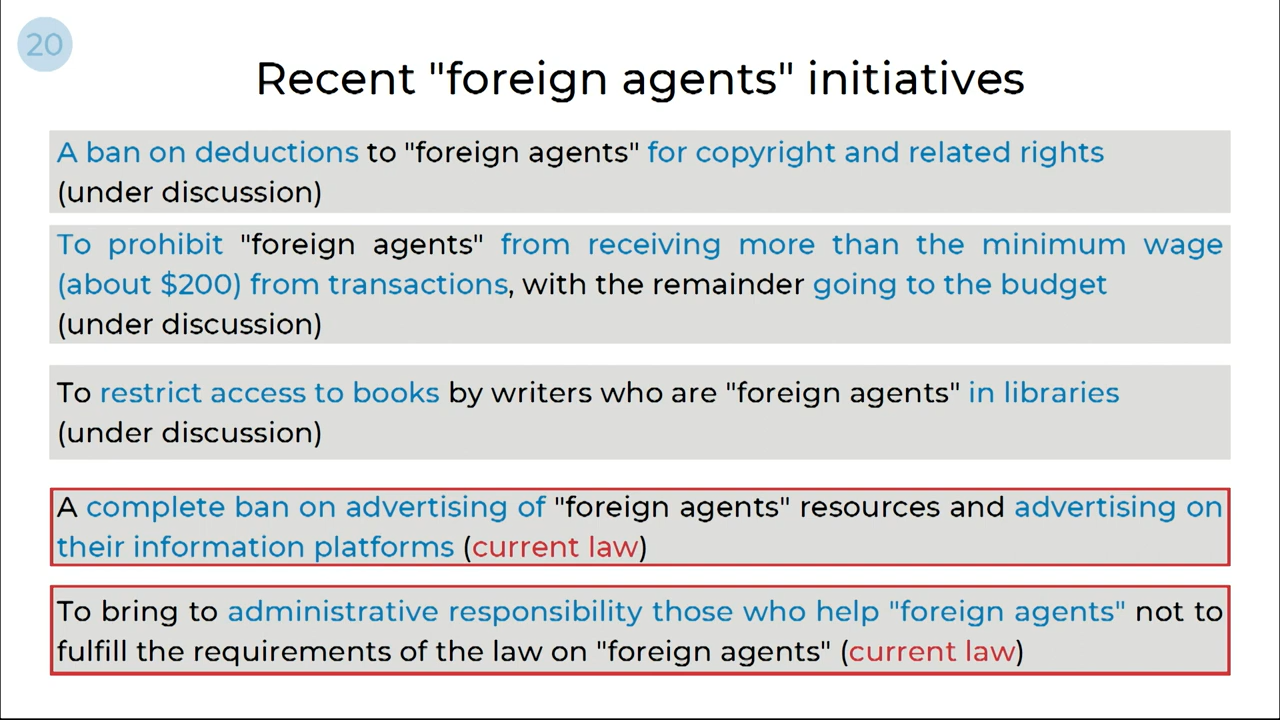 20
Recent "foreign agents" initiatives
A ban on deductions to "foreign agents" for copyright and related rights
(under discussion)
To prohibit "foreign agents" from receiving more than the minimum wage
(about $200) from transactions, with the remainder going to the budget
(under discussion)
To restrict access to books by writers who are "foreign agents" in libraries
(under discussion)
A complete ban on advertising of "foreign agents" resources and advertising on
their information platforms (current law)
To bring to administrative responsibility those who help "foreign agents" not to
fulfill the requirements of the law on "foreign agents" (current law)